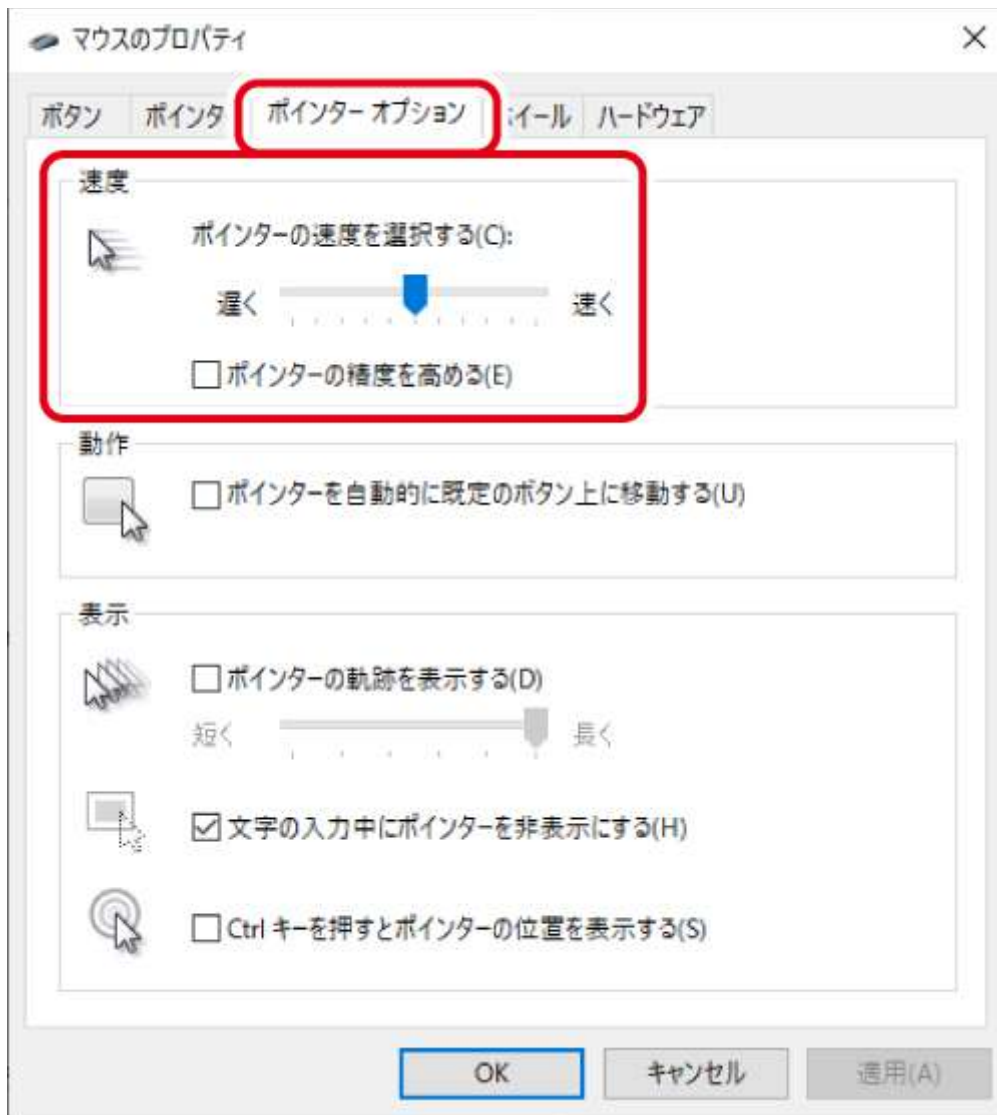 マウスのプロパティ
ボタン ポインタ ポインター オプション イール ハードウェア
速度
ポインターの速度を選択する(C):
遅く 速く
ポインターの精度を高める(E)
動作
ポインターを自動的に既定のボタン上に移動する(U)
表示
ポインターの軌跡を表示する(D)
短く 長く
文字の入力中にポインターを非表示にする(H)
Ctrl キーを押すとポインターの位置を表示する(S)
OK キャンセル 適用(A)